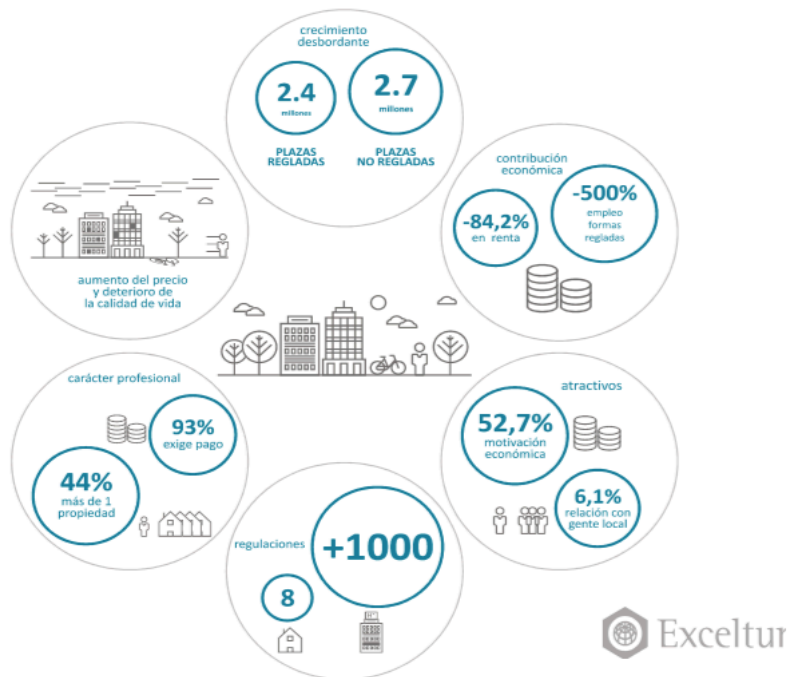 crecimiento
desbordante
2.4
millones
PLAZAS
REGLADAS
2.7
millones
PLAZAS
NO REGLADAS
contribución
económica
-84,2%
en renta
-500%
empleo
formas
regladas
aumento del precio
y deterioro de
la calidad de vida
carácter profesional
93%
exige pago
44%
más de 1
propiedad
atractivos
52,7%
motivación
económica
6,1%
relación con
gente local
regulaciones
+1000
8
Exceltur